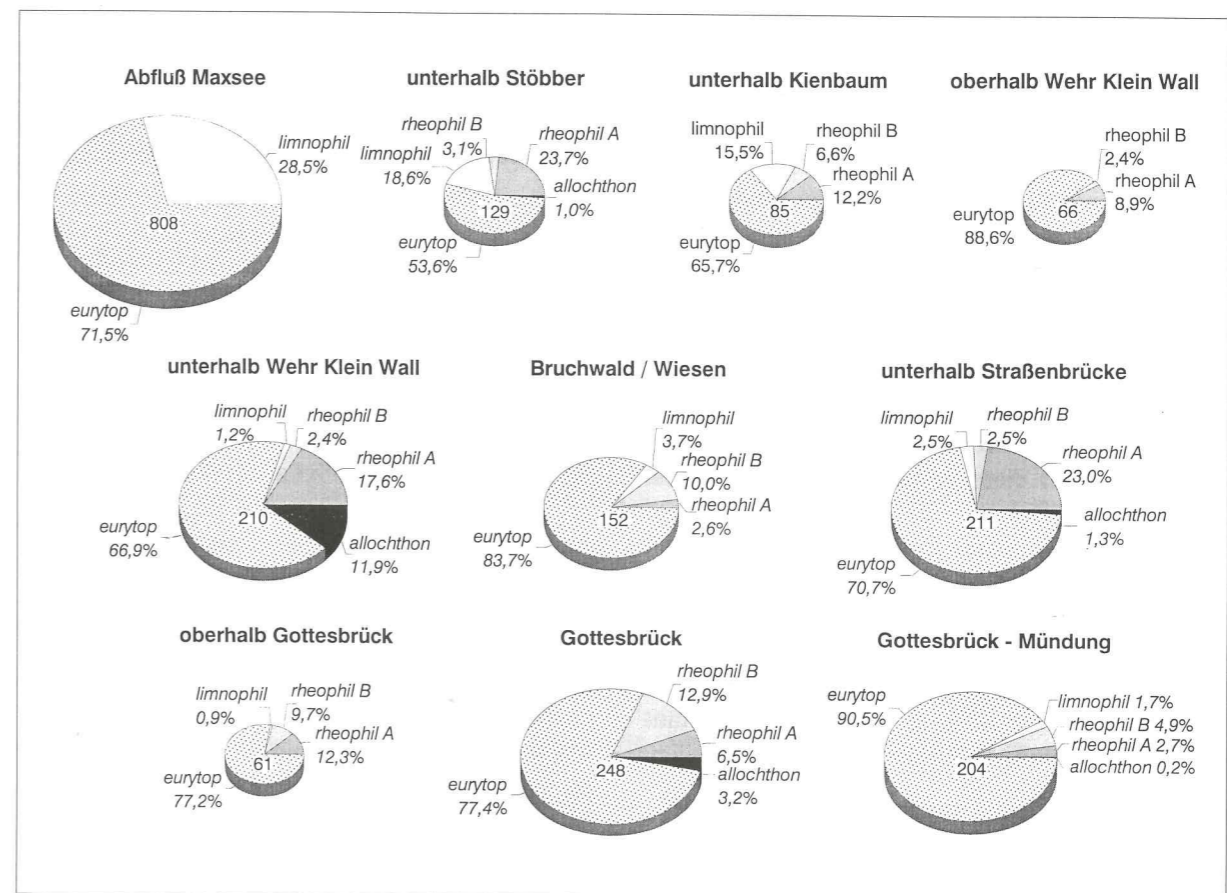 Abfluß Maxsee
limnophil
28,5%
808
eurytop
71,5%
unterhalb Stöbber
rheophil B
3,1%
rheophil A
23,7%
limnophil
18,6%
allochthon
1,0%
129
eurytop
53,6%
unterhalb Kienbaum
limnophil
15,5%
rheophil B
6,6%
rheophil A
12,2%
85
eurytop
65,7%
oberhalb Wehr Klein Wall
rheophil B
2,4%
rheophil A
8,9%
66
eurytop
88,6%
unterhalb Wehr Klein Wall
limnophil
1,2%
rheophil B
2,4%
rheophil A
17,6%
210
eurytop
66,9%
allochthon
11,9%
Bruchwald / Wiesen
limnophil
3,7%
rheophil B
10,0%
rheophil A
2,6%
152
eurytop
83,7%
unterhalb Straßenbrücke
limnophil
2,5%
rheophil B
2,5%
rheophil A
23,0%
211
allochthon
1,3%
eurytop
70,7%
oberhalb Gottesbrück
limnophil
0,9%
rheophil B
9,7%
rheophil A
12,3%
61
eurytop
77,2%
Gottesbrück
rheophil B
12,9%
rheophil A
6,5%
248
allochthon
3,2%
eurytop
77,4%
Gottesbrück - Mündung
eurytop
90,5%
limnophil 1,7%
rheophil B 4,9%
rheophil A 2,7%
allochthon 0,2%
204